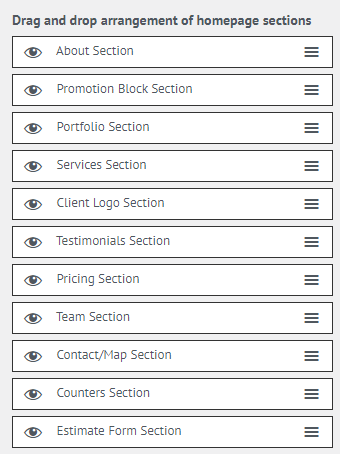 Drag and drop arrangement of homepage sections
About Section
Promotion Block Section
Portfolio Section
Services Section
Client Logo Section
Testimonials Section
Pricing Section
Team Section
Contact/Map Section
Counters Section
Estimate Form Section